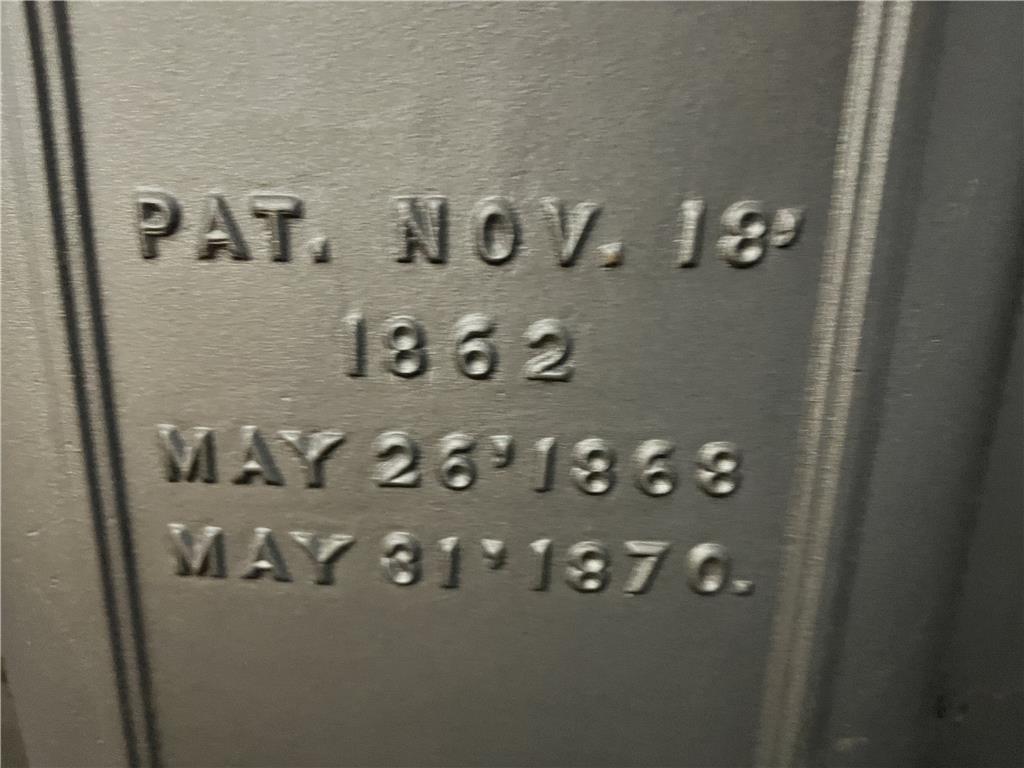 PAT. NOV. 18,
1862
MAY 26, 1868
MAY 31, 1870.